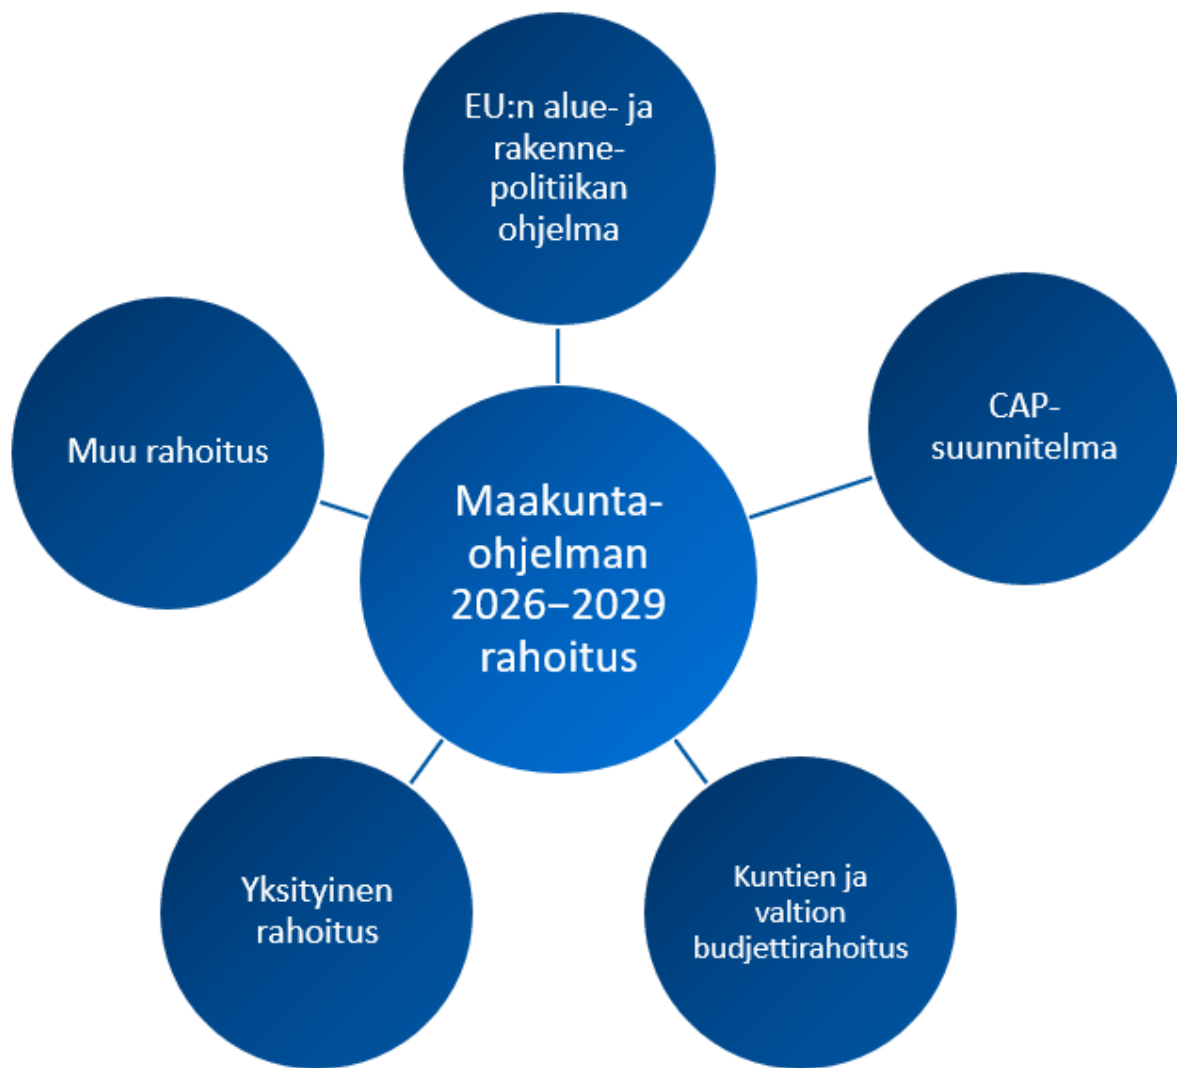 EU:n alue- ja
rakenne-
politiikan
ohjelma
CAP-
suunnitelma
Muu rahoitus
Maakunta-
ohjelman
2026–2029
rahoitus
Yksityinen
rahoitus
Kuntien ja
valtion
budjettirahoitus